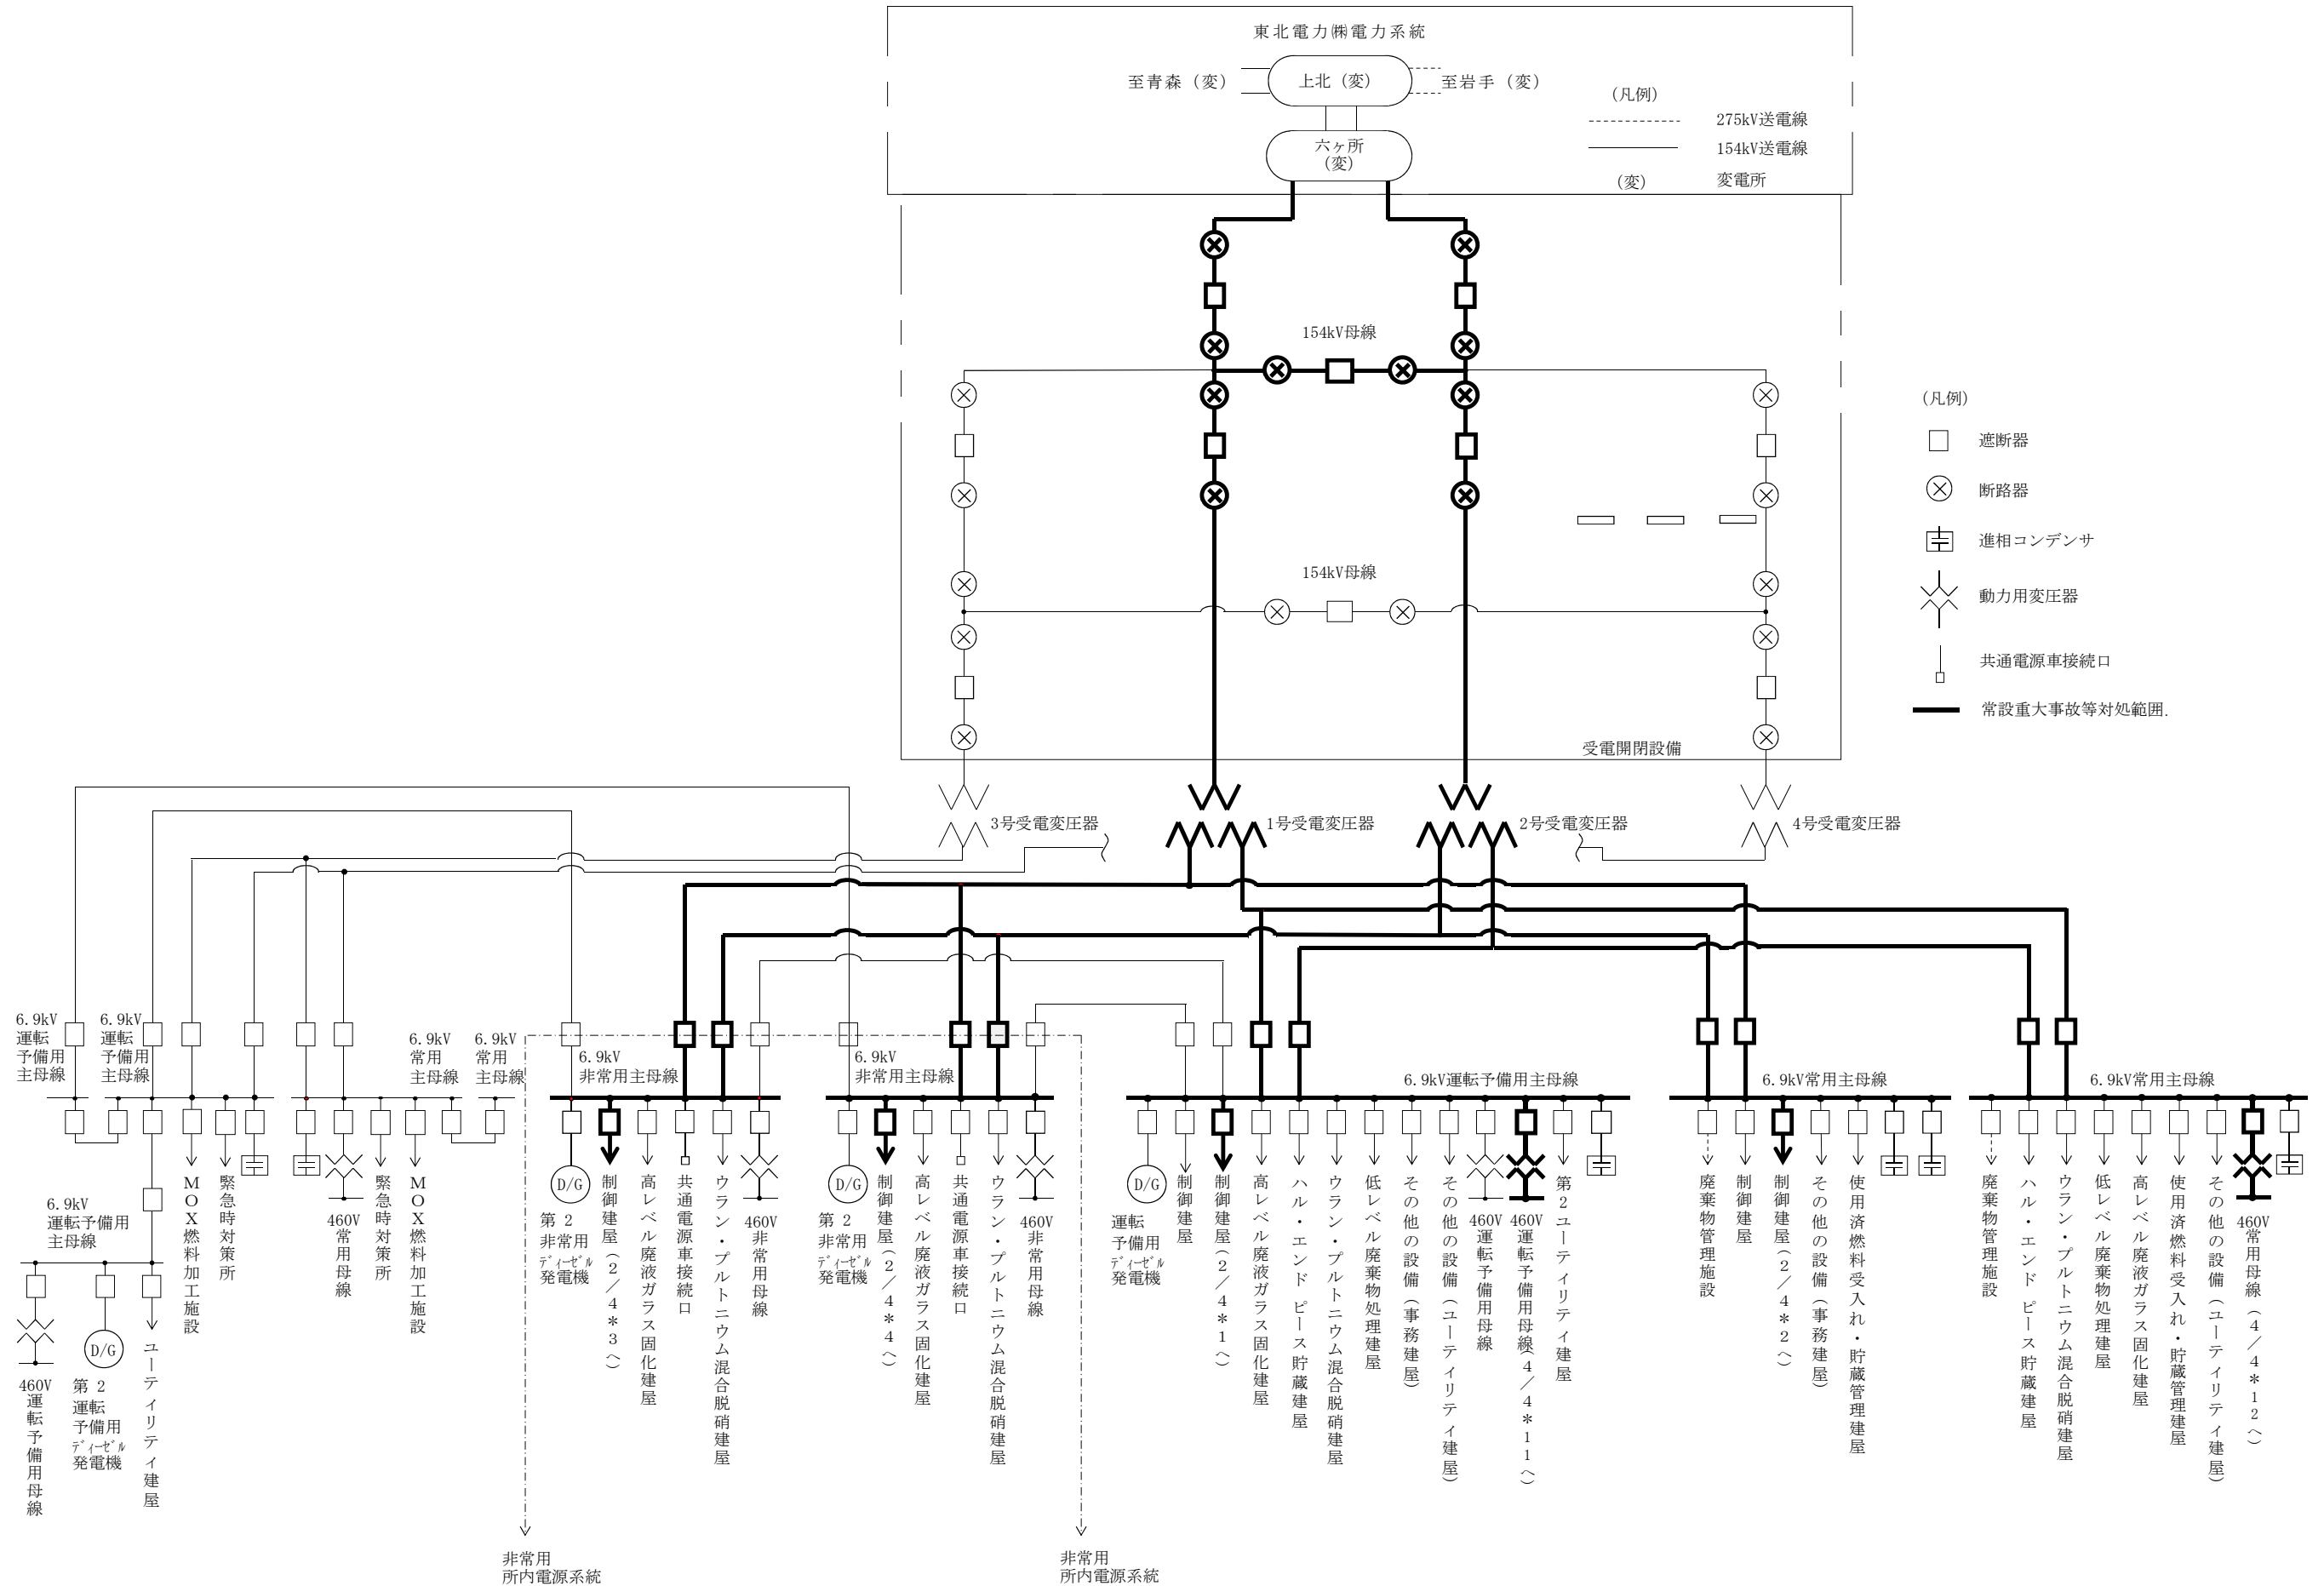 東北電力㈱電力系統
至青森（変）
上北（変）
至岩手（変）
六ヶ所
（変）
（凡例）
275kV送電線
154kV送電線
（変）
変電所
154kV母線
154kV母線
受電開閉設備
（凡例）
遮断器
断路器
進相コンデンサ
動力用変圧器
共通電源車接続口
常設重大事故等対処範囲.
3号受電変圧器
1号受電変圧器
2号受電変圧器
4号受電変圧器
6.9kV
運転
予備用
主母線
6.9kV
運転
予備用
主母線
6.9kV
常用
主母線
6.9kV
常用
主母線
6.9kV
非常用主母線
6.9kV
非常用主母線
6.9kV運転予備用主母線
6.9kV常用主母線
6.9kV常用主母線
6.9kV
運転予備用
主母線
460V
運転予備用母線
D/G
第２
運転
予備用
ﾃﾞｨｰｾﾞﾙ
発電機
ユーティリティ建屋
ＭＯＸ燃料加工施設
緊急時対策所
460V
常用母線
緊急時対策所
ＭＯＸ燃料加工施設
D/G
第２
非常用
ﾃﾞｨｰｾﾞﾙ
発電機
制御建屋（２／４＊３へ）
高レベル廃液ガラス固化建屋
共通電源車接続口
ウラン・プルトニウム混合脱硝建屋
460V
非常用母線
D/G
第２
非常用
ﾃﾞｨｰｾﾞﾙ
発電機
制御建屋（２／４＊４へ）
高レベル廃液ガラス固化建屋
共通電源車接続口
ウラン・プルトニウム混合脱硝建屋
460V
非常用母線
D/G
運転
予備用
ﾃﾞｨｰｾﾞﾙ
発電機
制御建屋
制御建屋（２／４＊１へ）
高レベル廃液ガラス固化建屋
ハル・エンド ピース貯蔵建屋
ウラン・プルトニウム混合脱硝建屋
低レベル廃棄物処理建屋
その他の設備（事務建屋）
その他の設備（ユーティリティ建屋）
460V
運転予備用母線
460V
運転予備用母線（４／４＊１１へ）
第２ユーティリティ建屋
廃棄物管理施設
制御建屋
制御建屋（２／４＊２へ）
その他の設備（事務建屋）
使用済燃料受入れ・貯蔵管理建屋
廃棄物管理施設
ハル・エンド ピース貯蔵建屋
ウラン・プルトニウム混合脱硝建屋
低レベル廃棄物処理建屋
高レベル廃液ガラス固化建屋
使用済燃料受入れ・貯蔵管理建屋
その他の設備（ユーティリティ建屋）
460V
常用母線（４／４＊１２へ）
非常用
所内電源系統
非常用
所内電源系統